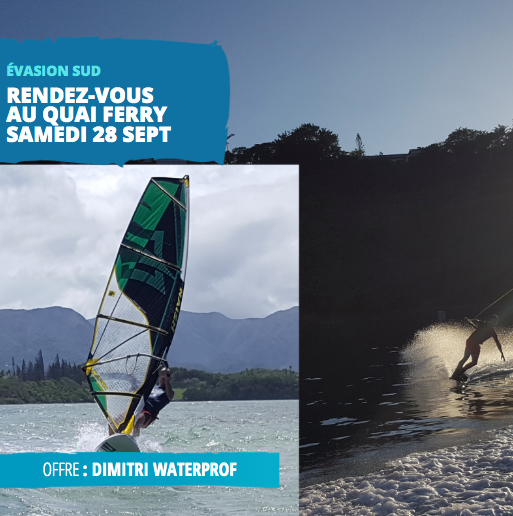 ÉVASION SUD
RENDEZ-VOUS
AU QUAI FERRY
SAMEDI 28 SEPT
OFFRE : DIMITRI WATERPROF